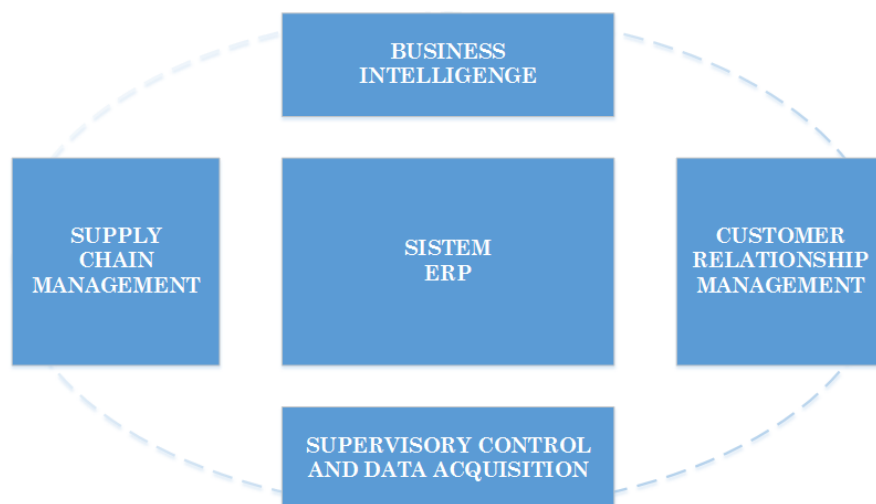 BUSINESS
INTELLIGENGE
SUPPLY
CHAIN
MANAGEMENT
SISTEM
ERP
CUSTOMER
RELATIONSHIP
MANAGEMENT
SUPERVISORY CONTROL
AND DATA ACQUISITION